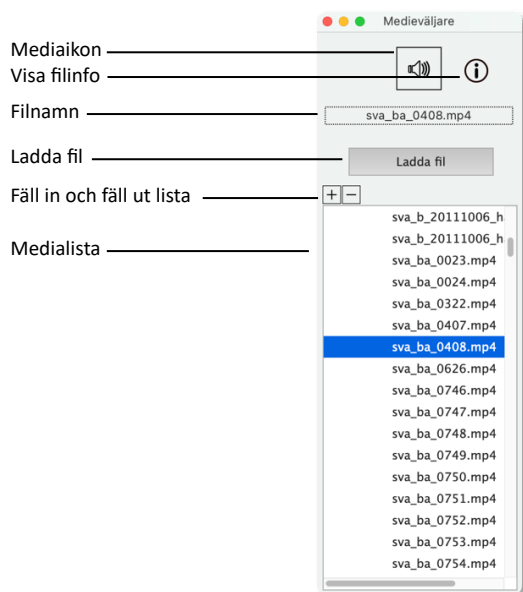 Medieväljare
Mediaikon
Visa filinfo
Filnamn
sva_ba_0408.mp4
Ladda fil
Ladda fil
Fäll in och fäll ut lista
+ −
sva_b_20111006_h
Medialista
sva_b_20111006_h
sva_ba_0023.mp4
sva_ba_0024.mp4
sva_ba_0322.mp4
sva_ba_0407.mp4
sva_ba_0408.mp4
sva_ba_0626.mp4
sva_ba_0746.mp4
sva_ba_0747.mp4
sva_ba_0748.mp4
sva_ba_0749.mp4
sva_ba_0750.mp4
sva_ba_0751.mp4
sva_ba_0752.mp4
sva_ba_0753.mp4
sva_ba_0754.mp4